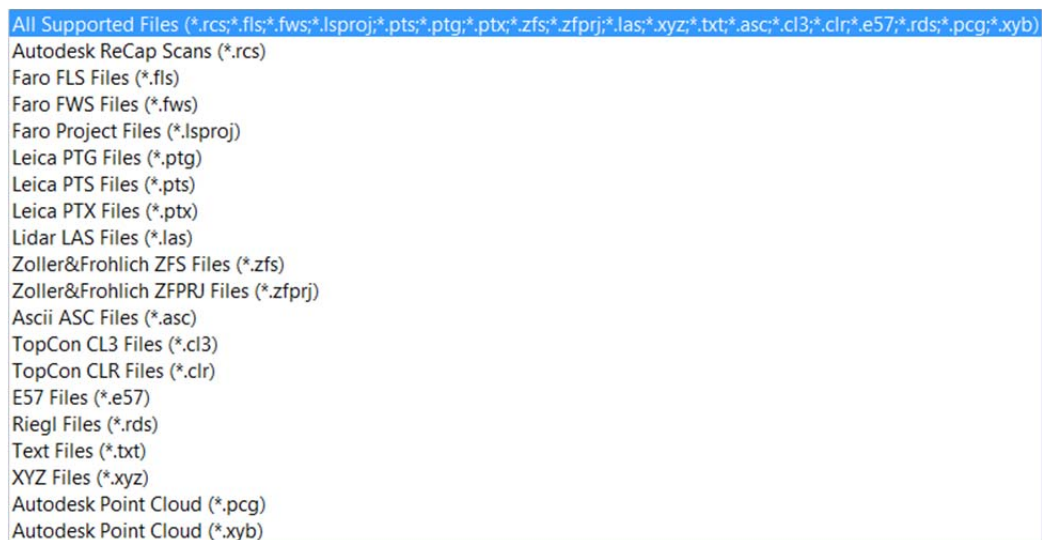 All Supported Files (*.rcs;*.fls;*.fws;*.lsproj;*.pts;*.ptg;*.ptx;*.zfs;*.zfprj;*.las;*.xyz;*.txt;*.asc;*.cl3;*.clr;*.e57;*.rds;*.pcg;*.xyb)
Autodesk ReCap Scans (*.rcs)
Faro FLS Files (*.fls)
Faro FWS Files (*.fws)
Faro Project Files (*.lsproj)
Leica PTG Files (*.ptg)
Leica PTS Files (*.pts)
Leica PTX Files (*.ptx)
Lidar LAS Files (*.las)
Zoller&Frohlich ZFS Files (*.zfs)
Zoller&Frohlich ZFPRJ Files (*.zfprj)
Ascii ASC Files (*.asc)
TopCon CL3 Files (*.cl3)
TopCon CLR Files (*.clr)
E57 Files (*.e57)
Riegl Files (*.rds)
Text Files (*.txt)
XYZ Files (*.xyz)
Autodesk Point Cloud (*.pcg)
Autodesk Point Cloud (*.xyb)